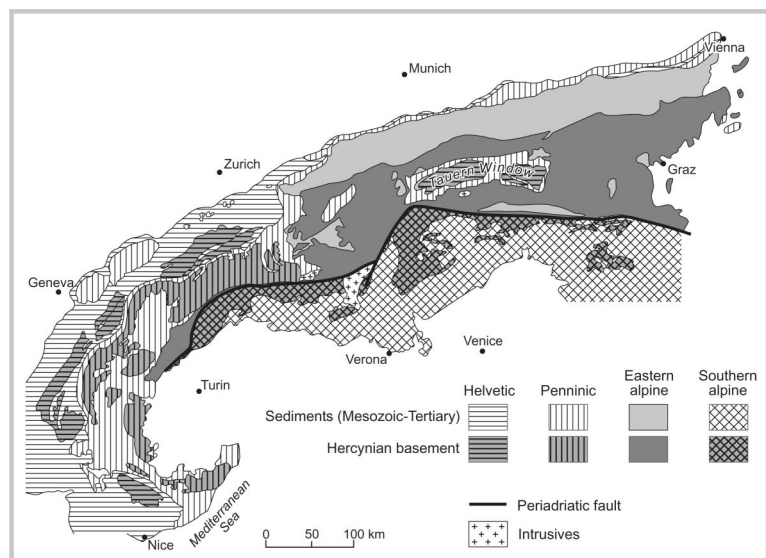 Vienna
Munich
Zurich
Tauern Window
Graz
Geneva
Venice
Verona
Turin
Helvetic Penninic Eastern alpine Southern alpine
Sediments (Mesozoic-Tertiary)
Hercynian basement
Mediterranean Sea
Periadriatic fault
0 50 100 km
Intrusives
Nice